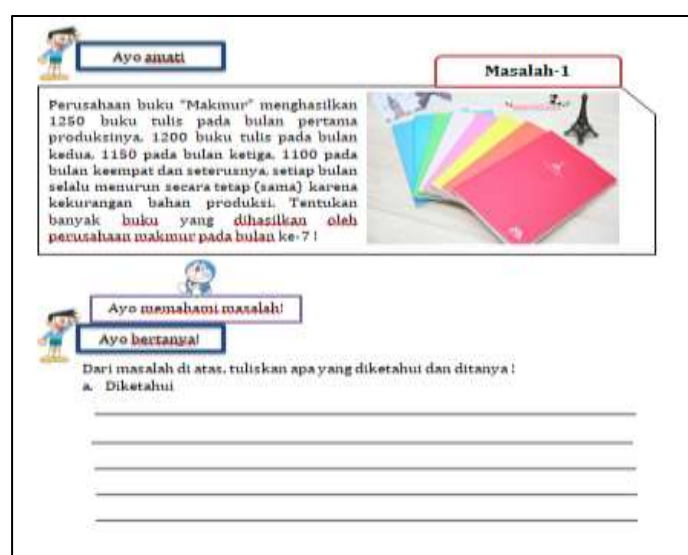 Ayo amati
Masalah-1
Perusahaan buku "Makmur" menghasilkan
1250 buku tulis pada bulan pertama
produksinya, 1200 buku tulis pada bulan
kedua, 1150 pada bulan ketiga, 1100 pada
bulan keempat dan seterusnya, setiap bulan
selalu menurun secara tetap (sama) karena
kekurangan bahan produksi. Tentukan
banyak buku yang dihasilkan oleh
perusahaan makmur pada bulan ke-7 !
Ayo memahami masalah!
Ayo bertanya!
Dari masalah di atas, tuliskan apa yang diketahui dan ditanya !
a. Diketahui